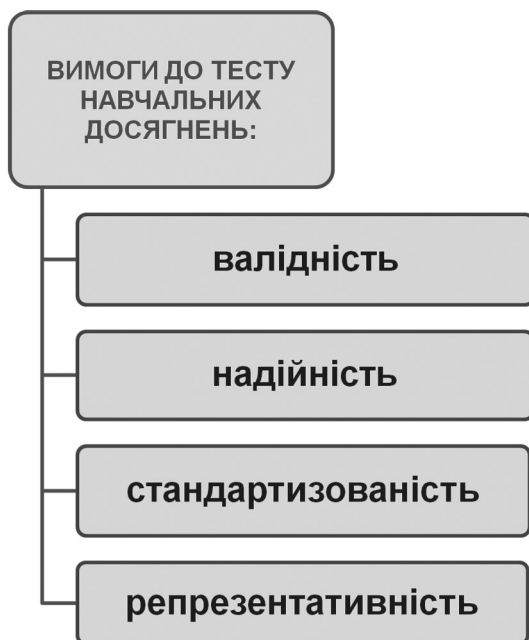 ВИМОГИ ДО ТЕСТУ
НАВЧАЛЬНИХ
ДОСЯГНЕНЬ:
валідність
надійність
стандартизованість
репрезентативність